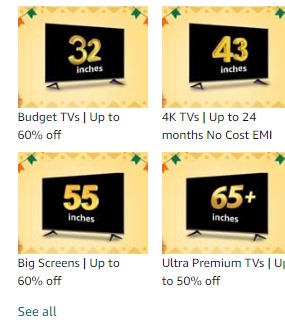 32
inches
43
inches
Budget TVs | Up to
60% off
4K TVs | Up to 24
months No Cost EMI
55
inches
65+
inches
Big Screens | Up to
60% off
Ultra Premium TVs | Up
to 50% off
See all